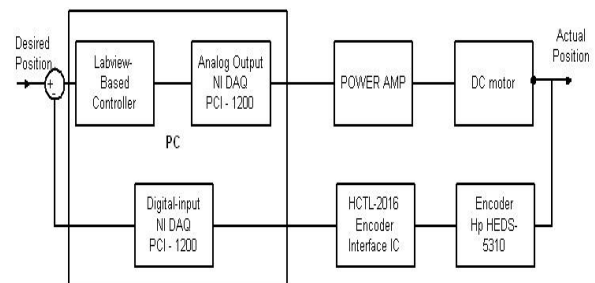 Desired
Position
+
-
Labview-
Based
Controller
Analog Output
NI DAQ
PCI - 1200
POWER AMP
DC motor
Actual
Position
PC
Digital-input
NI DAQ
PCI - 1200
HCTL-2016
Encoder
Interface IC
Encoder
Hp HEDS-
5310